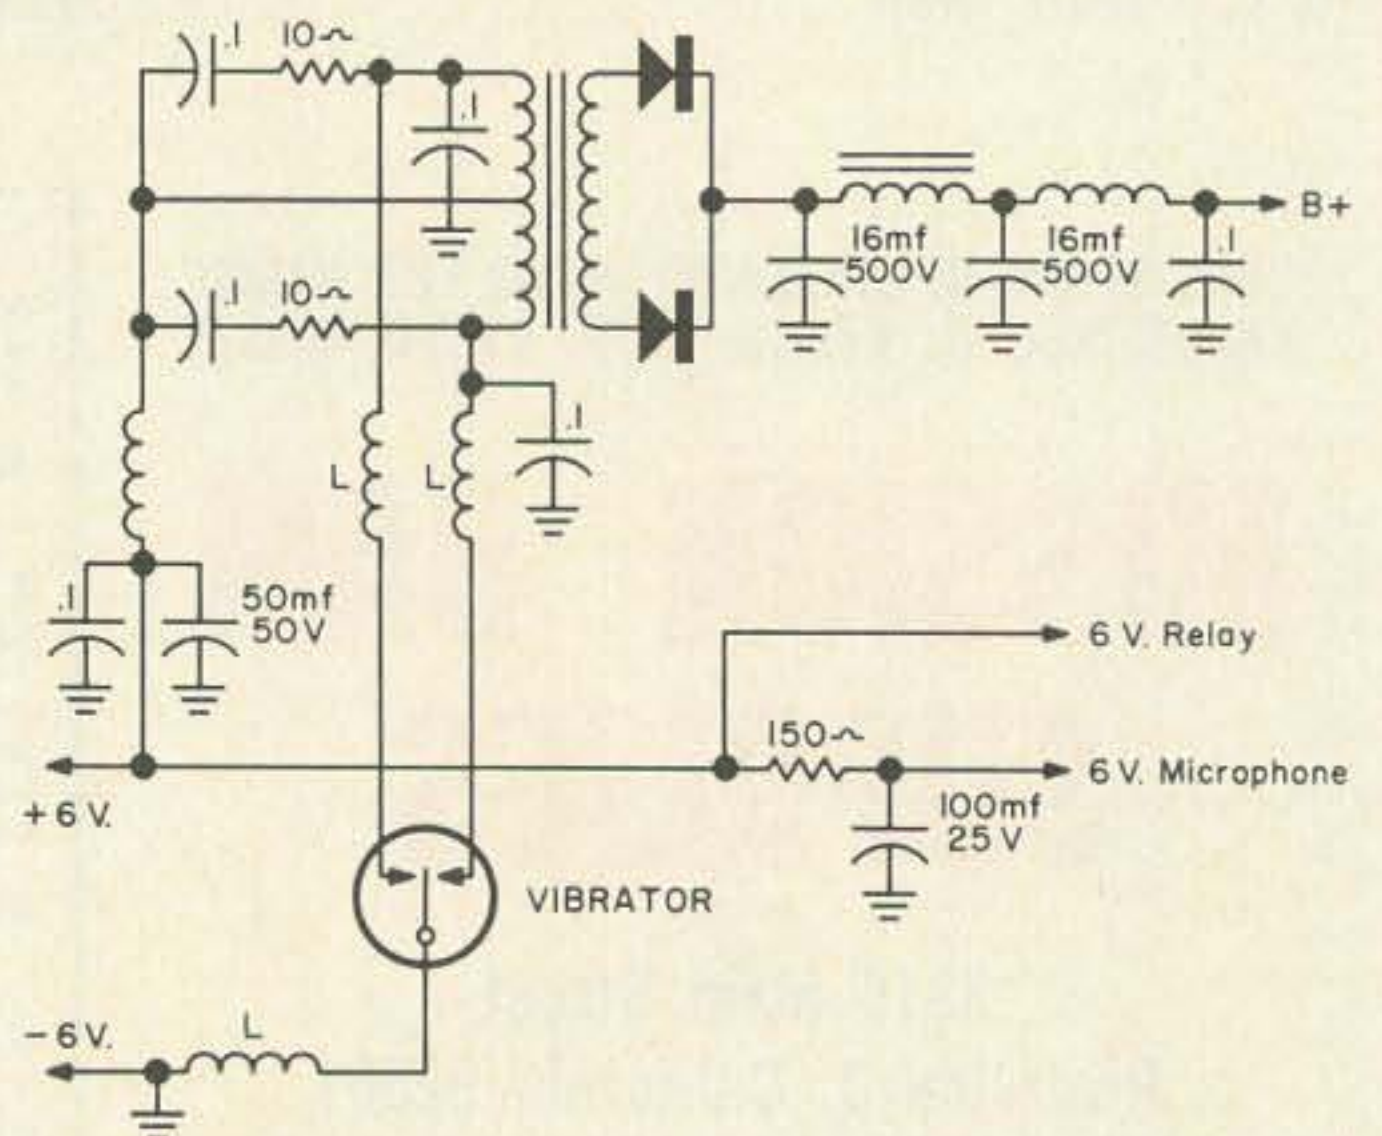 .1
10~
.1
B+
16mf
500V
16mf
500V
.1
.1
10~
.1
L
L
.1
50mf
50V
6 V. Relay
150~
6 V. Microphone
+6 V.
100mf
25 V
VIBRATOR
-6 V.
L